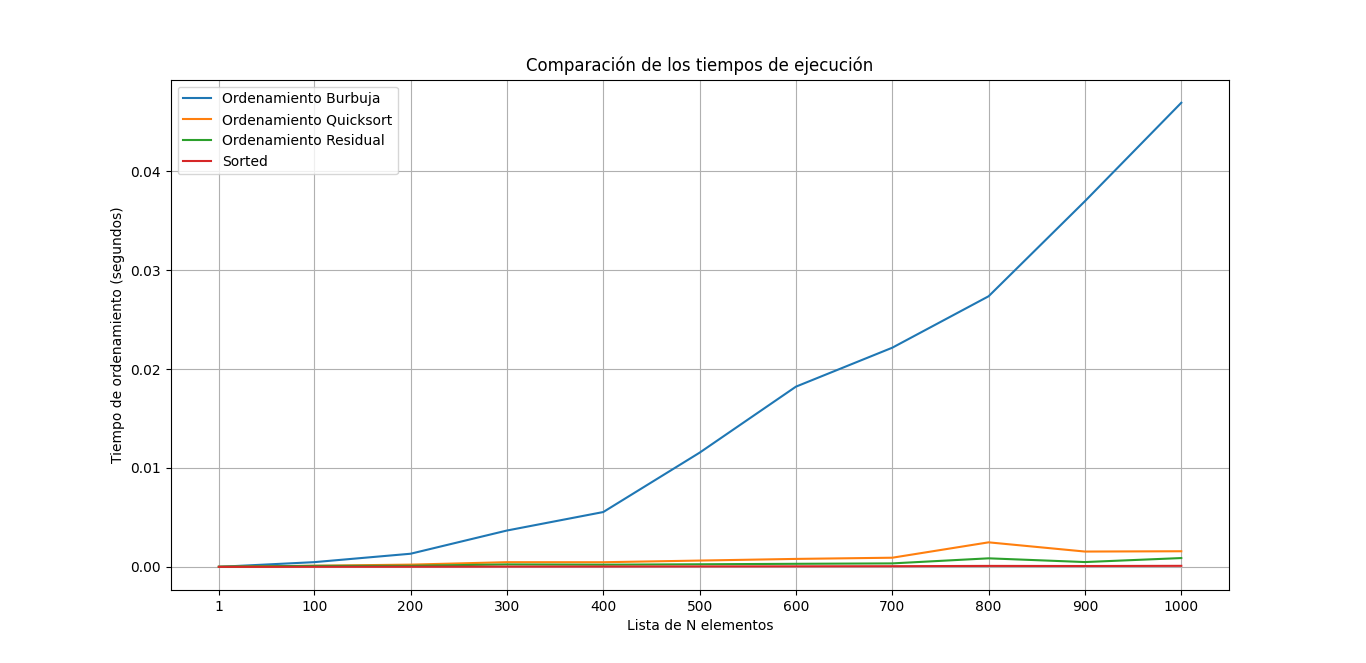 Comparación de los tiempos de ejecución
Ordenamiento Burbuja
Ordenamiento Quicksort
Ordenamiento Residual
Sorted
Tiempo de ordenamiento (segundos)
0.04
0.03
0.02
0.01
0.00
1 100 200 300 400 500 600 700 800 900 1000
Lista de N elementos